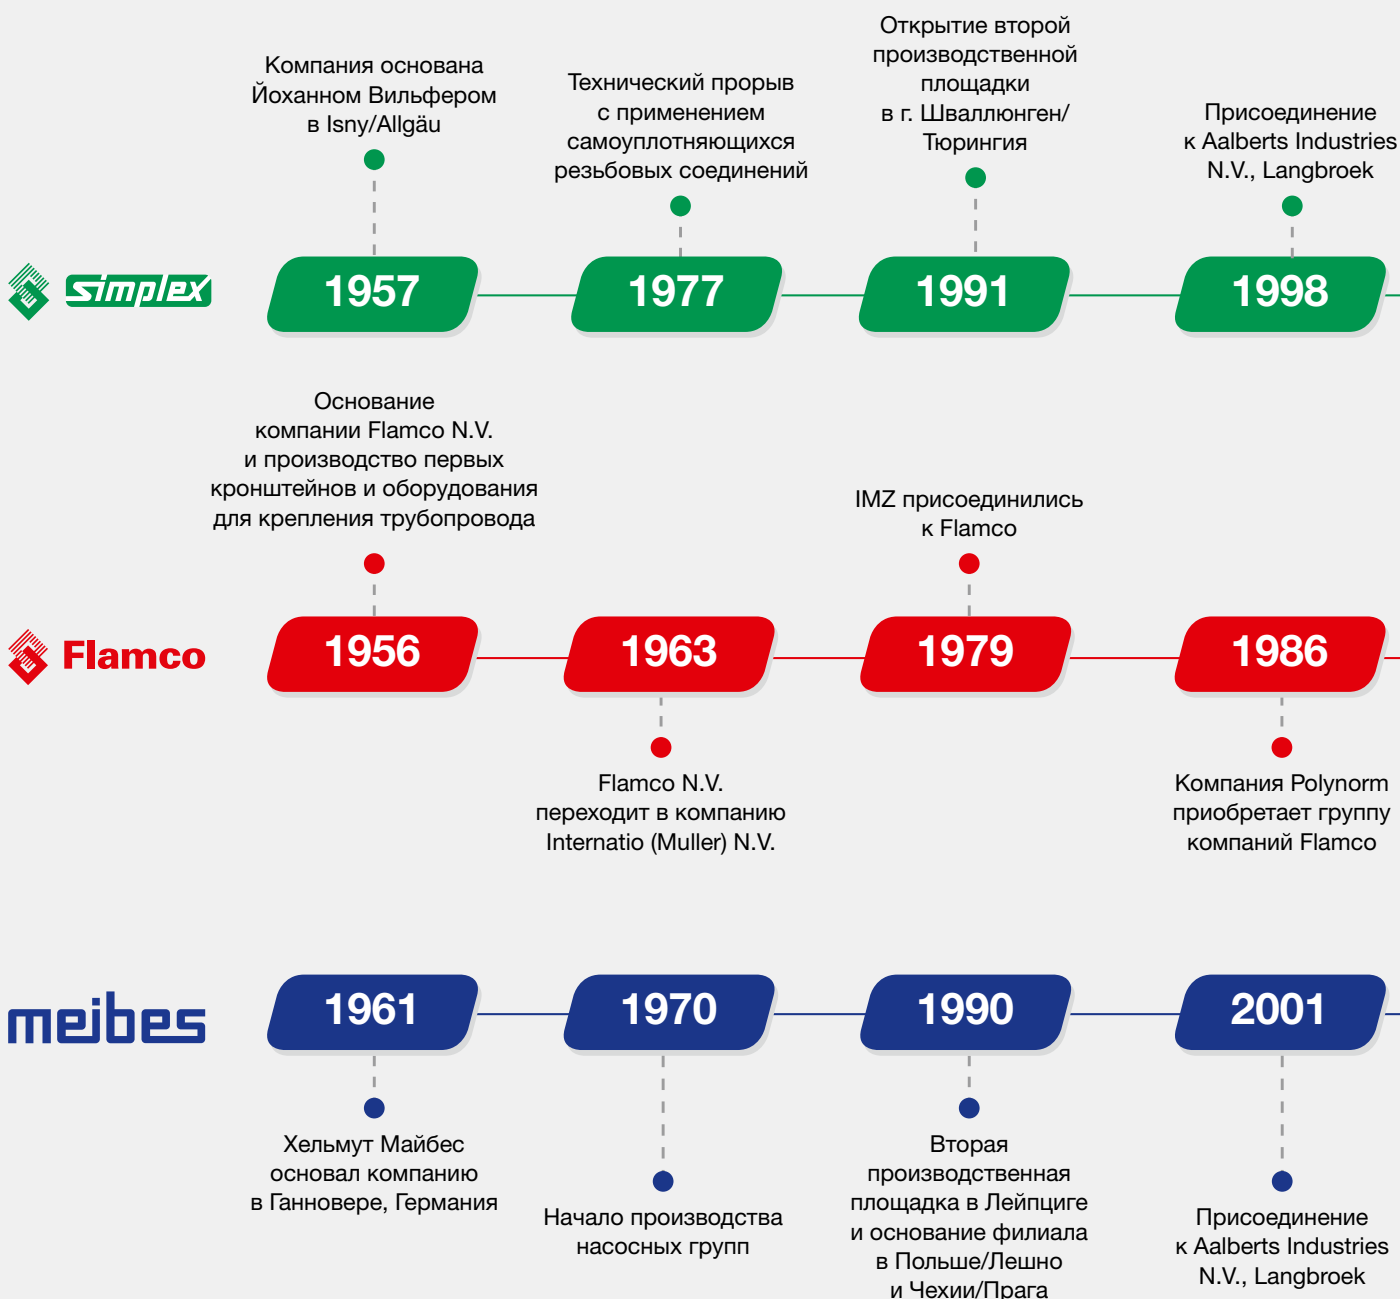 Компания основана
Йоханном Вильфером
в Isny/Allgäu
Технический прорыв
с применением
самоуплотняющихся
резьбовых соединений
Открытие второй
производственной
площадки
в г. Шваллюнген/
Тюрингия
Присоединение
к Aalberts Industries
N.V., Langbroek
simplex
1957
1977
1991
1998
Основание
компании Flamco N.V.
и производство первых
кронштейнов и оборудования
для крепления трубопровода
IMZ присоединились
к Flamco
Flamco
1956
1963
1979
1986
Flamco N.V.
переходит в компанию
Internatio (Muller) N.V.
Компания Polynorm
приобретает группу
компаний Flamco
meibes
1961
1970
1990
2001
Хельмут Майбес
основал компанию
в Ганновере, Германия
Начало производства
насосных групп
Вторая
производственная
площадка в Лейпциге
и основание филиала
в Польше/Лешно
и Чехии/Прага
Присоединение
к Aalberts Industries
N.V., Langbroek